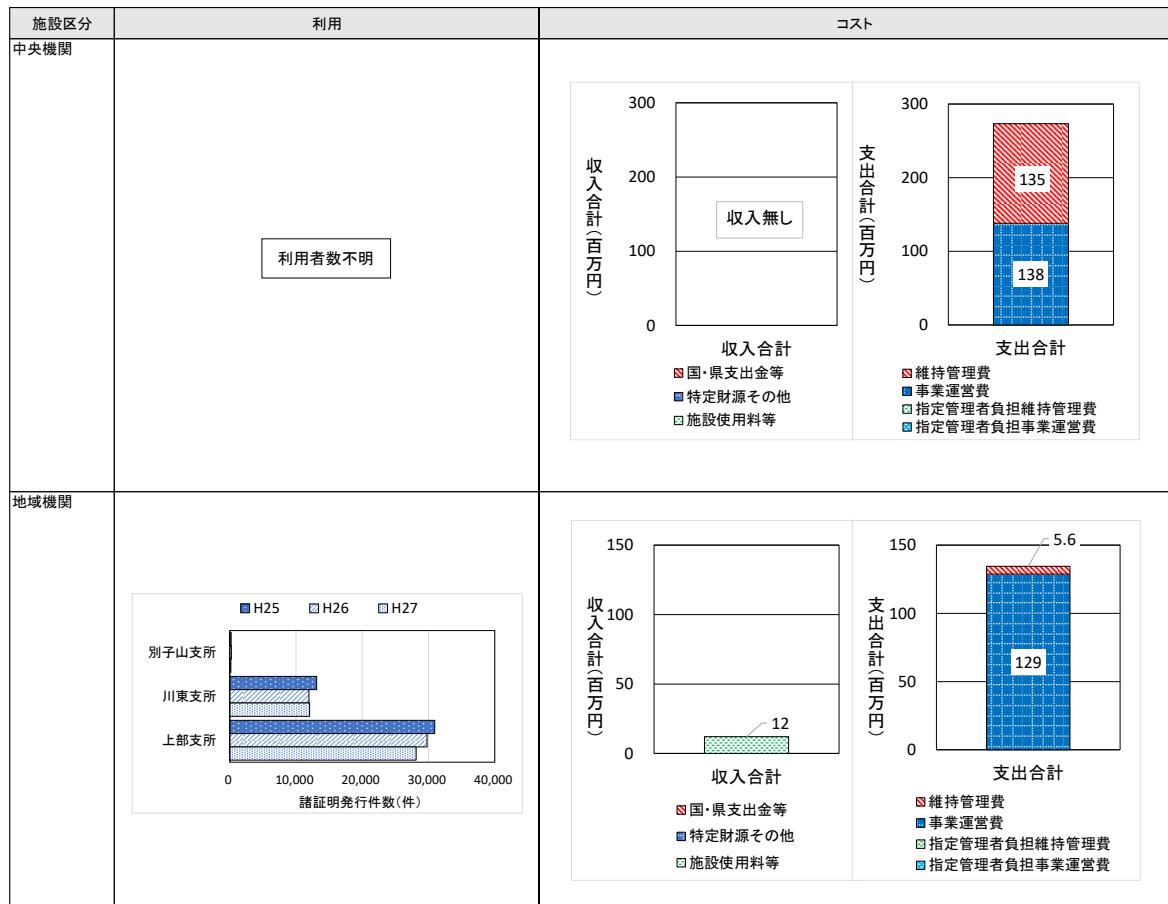 施設区分
利用
コスト
中央機関
利用者数不明
収入合計(百万円)
300
200
100
0
収入無し
収入合計
国・県支出金等
特定財源その他
施設使用料等
支出合計(百万円)
300
200
100
0
135
138
支出合計
維持管理費
事業運営費
指定管理者負担維持管理費
指定管理者負担事業運営費
地域機関
H25 H26 H27
別子山支所
川東支所
上部支所
0 10,000 20,000 30,000 40,000
諸証明発行件数(件)
収入合計(百万円)
150
100
50
0
12
収入合計
国・県支出金等
特定財源その他
施設使用料等
支出合計(百万円)
150
100
50
0
5.6
129
支出合計
維持管理費
事業運営費
指定管理者負担維持管理費
指定管理者負担事業運営費